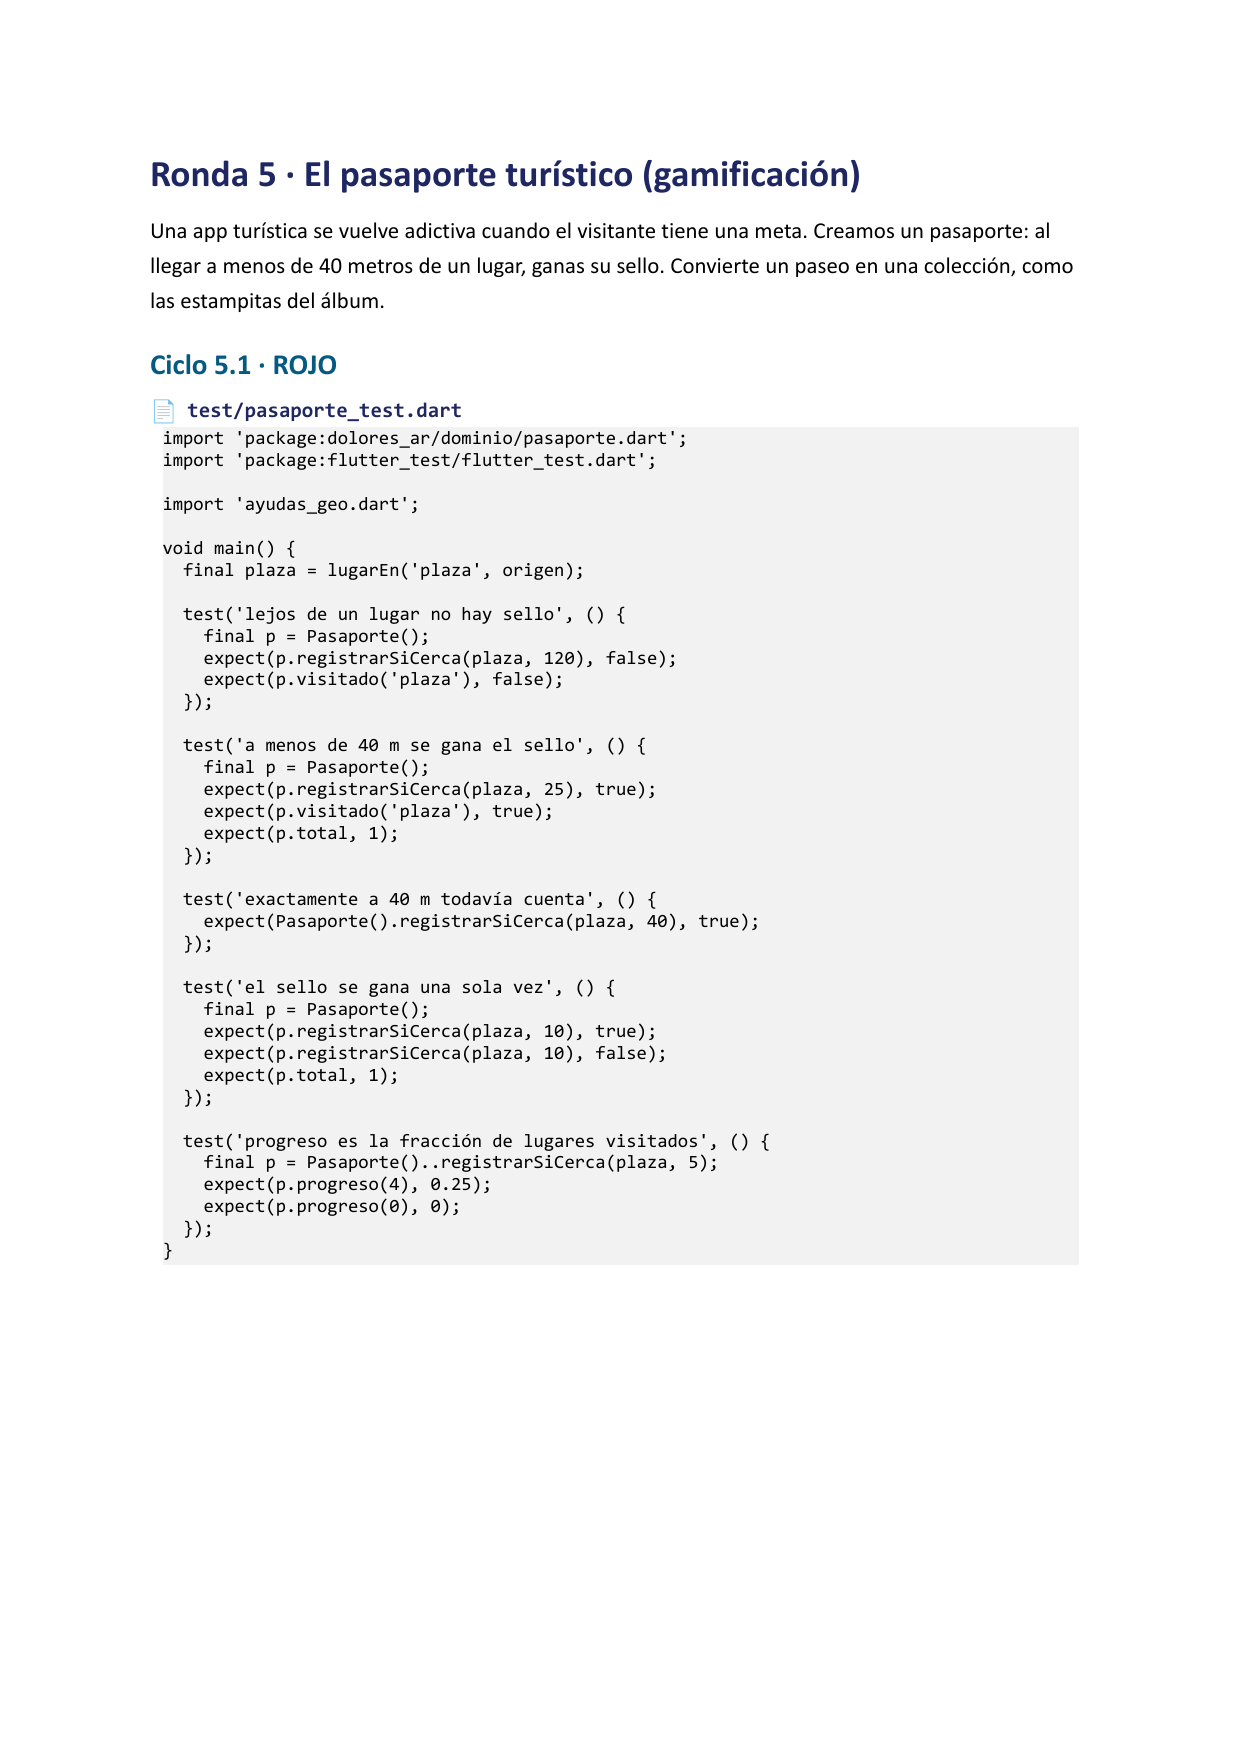 Ronda 5 · El pasaporte turístico (gamificación)
Una app turística se vuelve adictiva cuando el visitante tiene una meta. Creamos un pasaporte: al
llegar a menos de 40 metros de un lugar, ganas su sello. Convierte un paseo en una colección, como
las estampitas del álbum.
Ciclo 5.1 · ROJO
📄 test/pasaporte_test.dart
import 'package:dolores_ar/dominio/pasaporte.dart';
import 'package:flutter_test/flutter_test.dart';

import 'ayudas_geo.dart';

void main() {
  final plaza = lugarEn('plaza', origen);

  test('lejos de un lugar no hay sello', () {
    final p = Pasaporte();
    expect(p.registrarSiCerca(plaza, 120), false);
    expect(p.visitado('plaza'), false);
  });

  test('a menos de 40 m se gana el sello', () {
    final p = Pasaporte();
    expect(p.registrarSiCerca(plaza, 25), true);
    expect(p.visitado('plaza'), true);
    expect(p.total, 1);
  });

  test('exactamente a 40 m todavía cuenta', () {
    expect(Pasaporte().registrarSiCerca(plaza, 40), true);
  });

  test('el sello se gana una sola vez', () {
    final p = Pasaporte();
    expect(p.registrarSiCerca(plaza, 10), true);
    expect(p.registrarSiCerca(plaza, 10), false);
    expect(p.total, 1);
  });

  test('progreso es la fracción de lugares visitados', () {
    final p = Pasaporte()..registrarSiCerca(plaza, 5);
    expect(p.progreso(4), 0.25);
    expect(p.progreso(0), 0);
  });
}